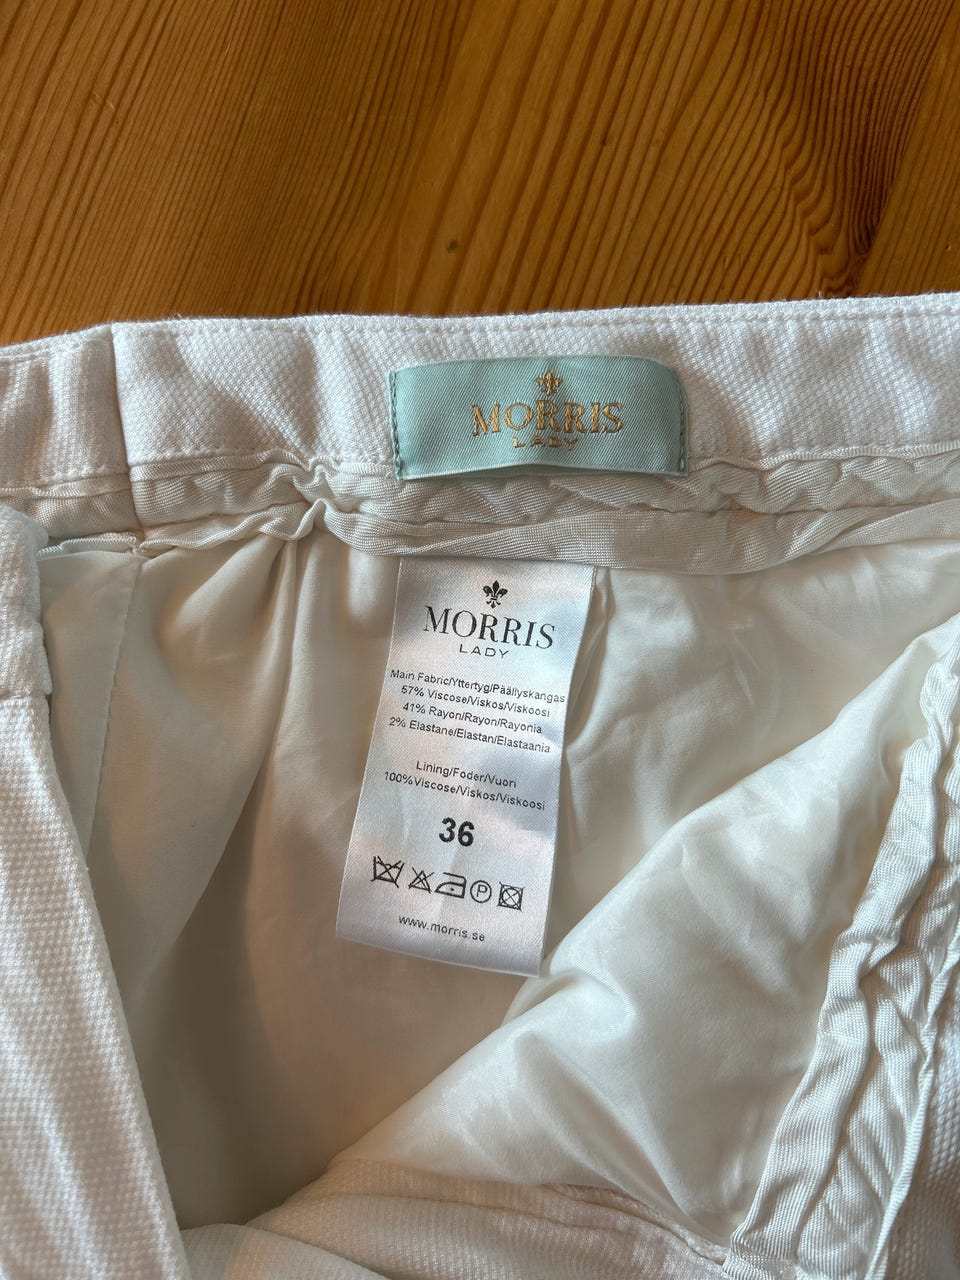 MORRIS
LADY
MORRIS
LADY
Main Fabric/Yttertyg/Päällyskangas
57% Viscose/Viskos/Viskoosi
41% Rayon/Rayon/Rayonia
2% Elastane/Elastan/Elastaania
Lining/Foder/Vuori
100%Viscose/Viskos/Viskoosi
36
P
www.morris.se